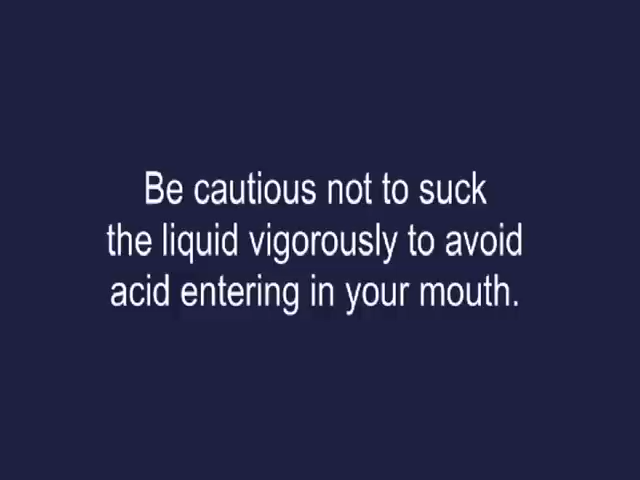 Be cautious not to suck
the liquid vigorously to avoid
acid entering in your mouth.